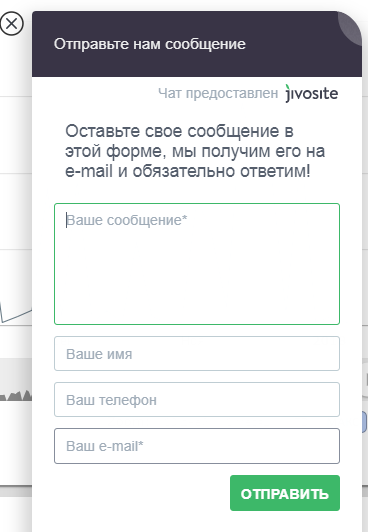 Отправьте нам сообщение
Чат предоставлен jivosite
Оставьте свое сообщение в
этой форме, мы получим его на
e-mail и обязательно ответим!
Ваше сообщение*
Ваше имя
Ваш телефон
Ваш e-mail*
ОТПРАВИТЬ